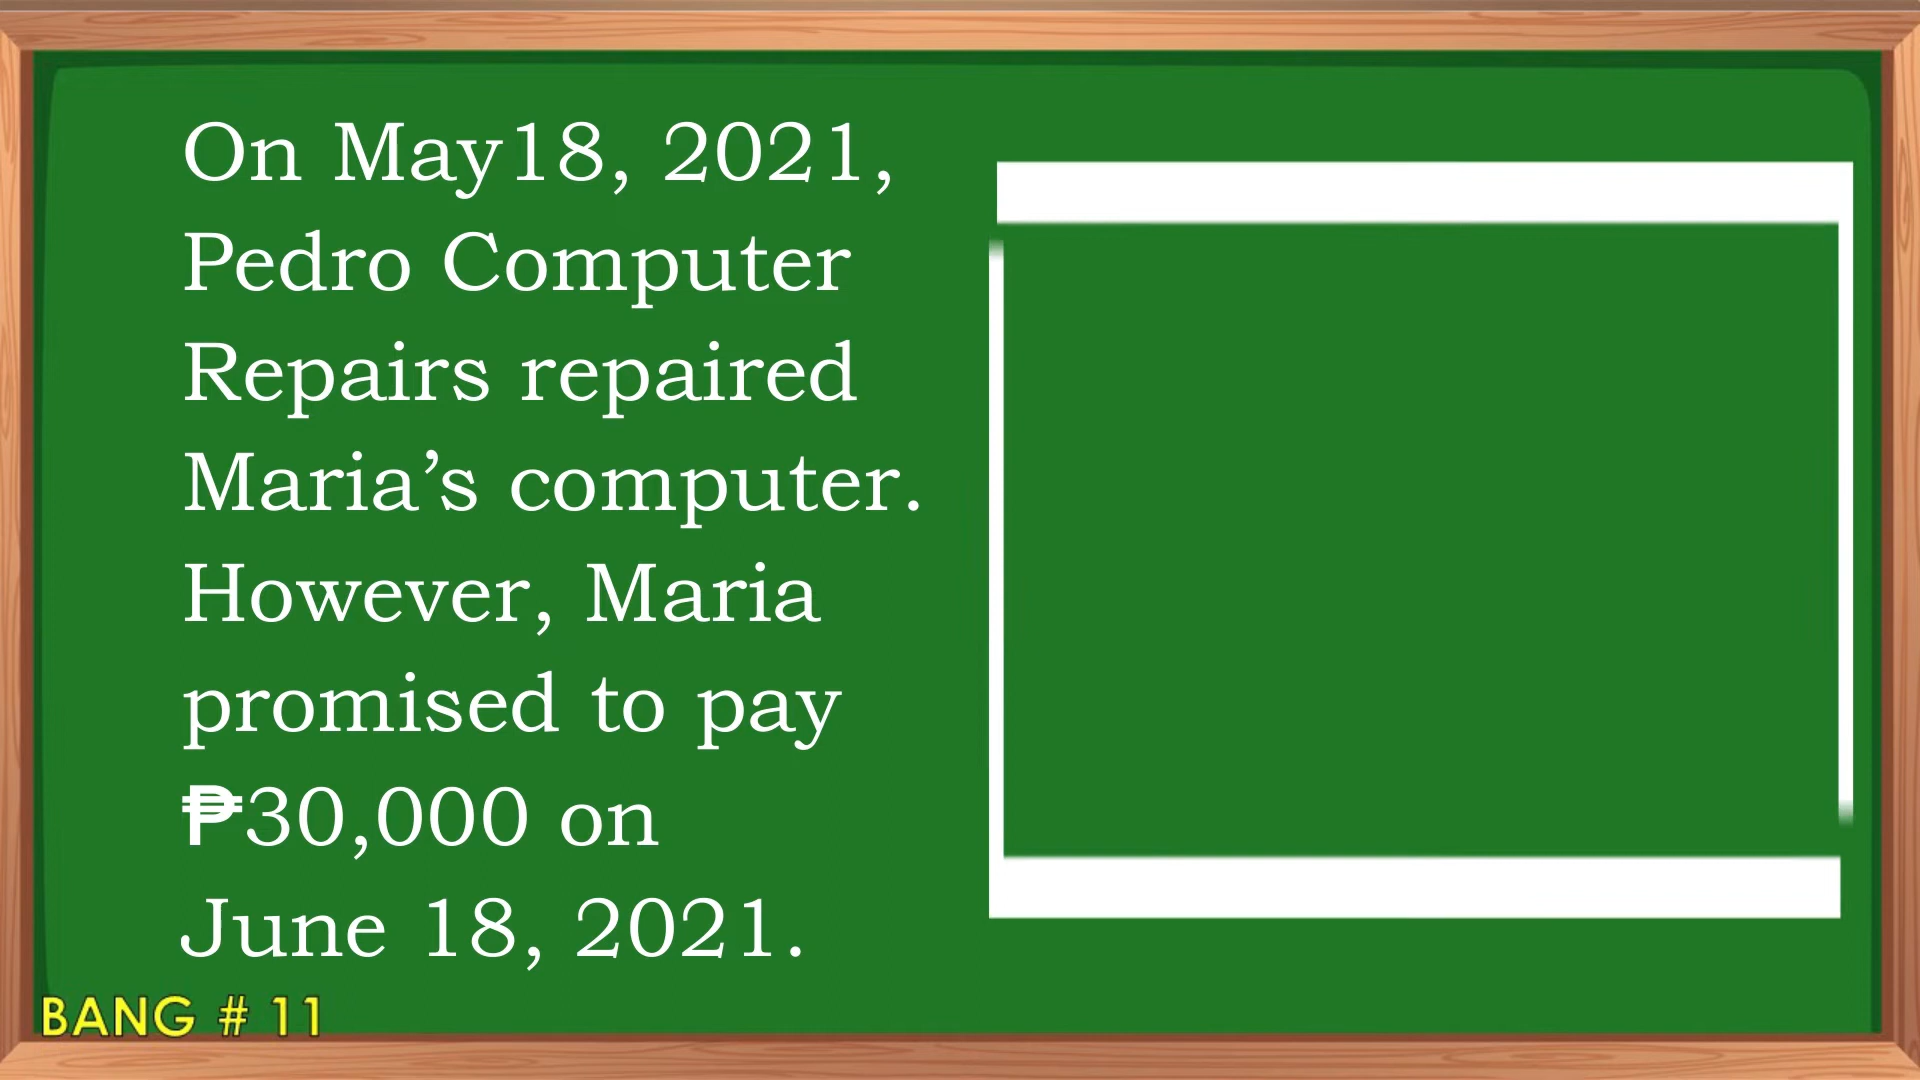 On May18, 2021,
Pedro Computer
Repairs repaired
Maria’s computer.
However, Maria
promised to pay
₱30,000 on
June 18, 2021.
BANG # 11